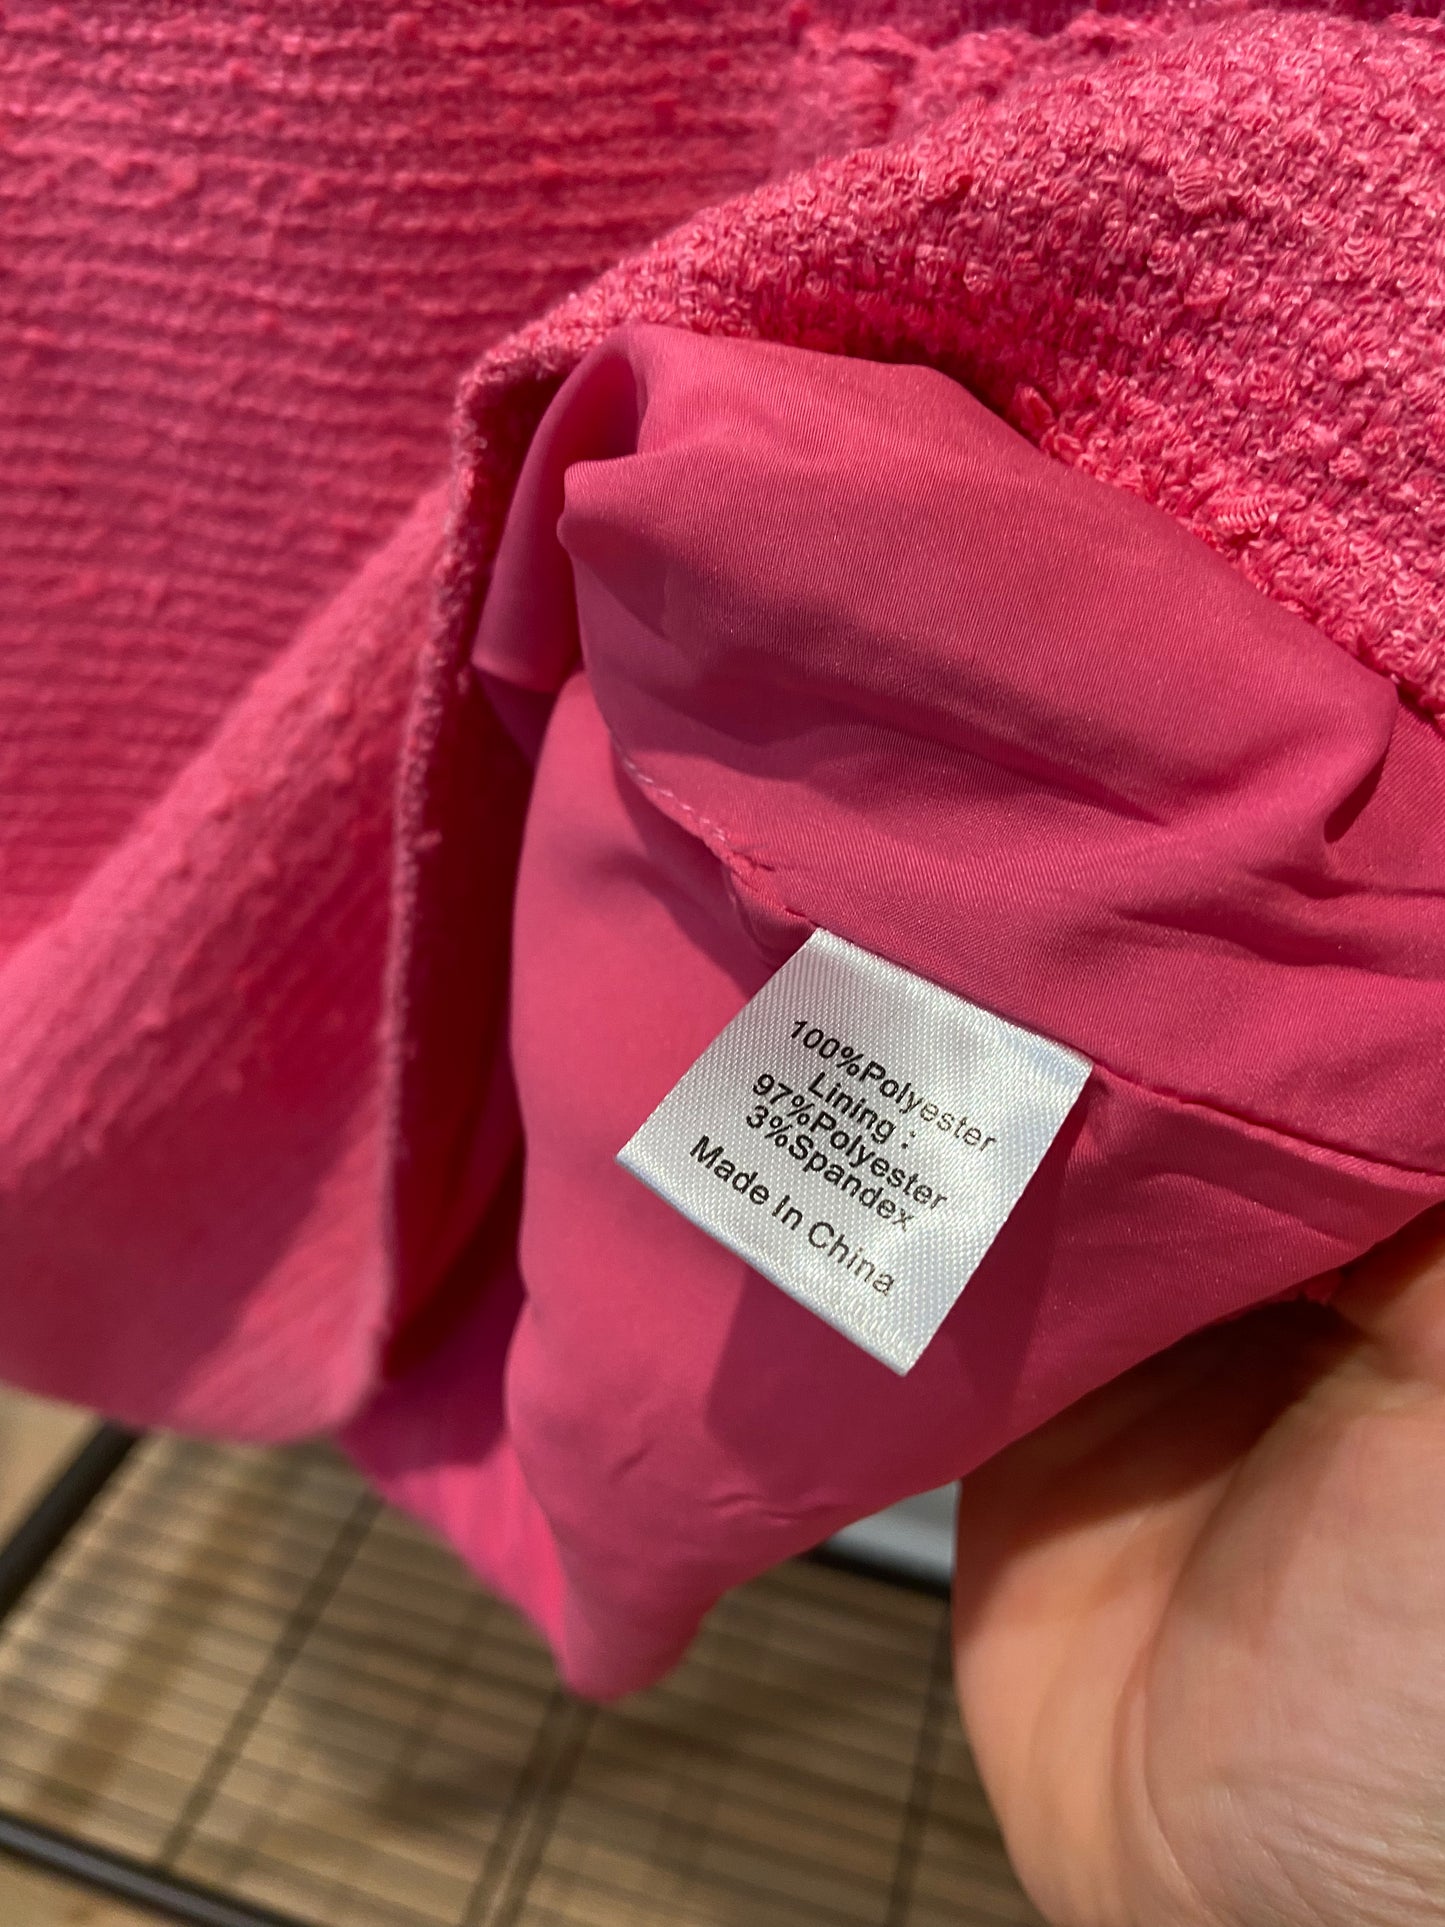 100%Polyester
Lining :
97%Polyester
3%Spandex
Made In China